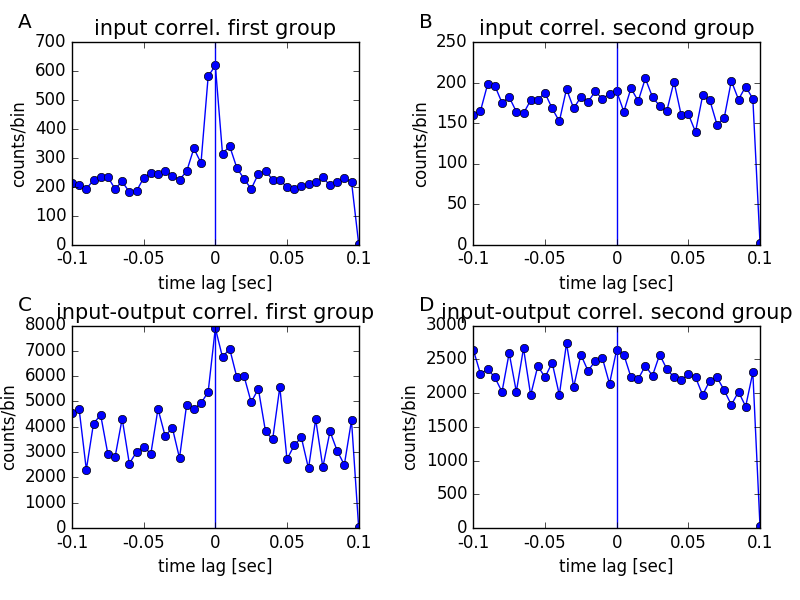 A
input correl. first group
700
600
500
400
300
200
100
0
counts/bin
-0.1 -0.05 0 0.05 0.1
time lag [sec]
B
input correl. second group
250
200
150
100
50
0
counts/bin
-0.1 -0.05 0 0.05 0.1
time lag [sec]
C
input-output correl. first group
8000
7000
6000
5000
4000
3000
2000
1000
0
counts/bin
-0.1 -0.05 0 0.05 0.1
time lag [sec]
D
input-output correl. second group
3000
2500
2000
1500
1000
500
0
counts/bin
-0.1 -0.05 0 0.05 0.1
time lag [sec]